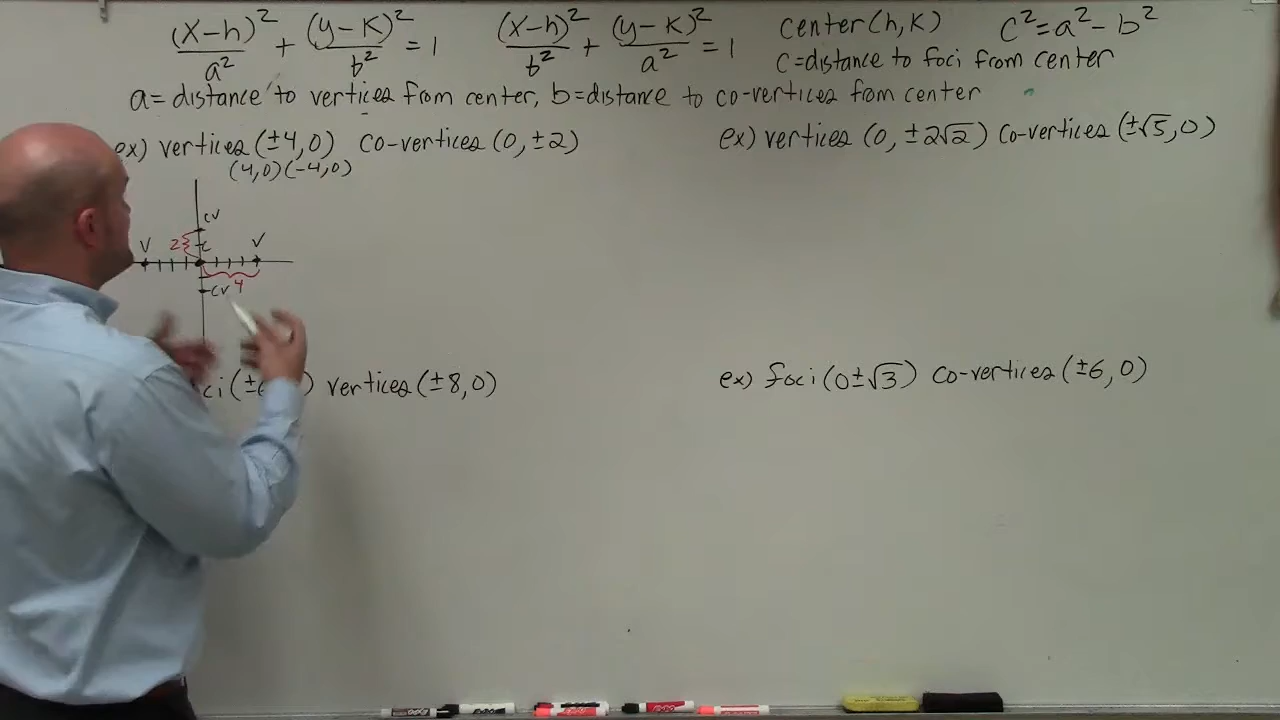 (x-h)²/a² + (y-k)²/b² = 1 (x-h)²/b² + (y-k)²/a² = 1 center (h,k) c²=a²-b²
c=distance to foci from center
a=distance to vertices from center, b=distance to co-vertices from center
ex) vertices (±4,0) co-vertices (0,±2)
(4,0)(-4,0)
ex) vertices (0,±2√2) co-vertices (±√5,0)
CV
V 2 C V
CV 4
vertices (±8,0)
ex) foci (0±√3) co-vertices (±6,0)